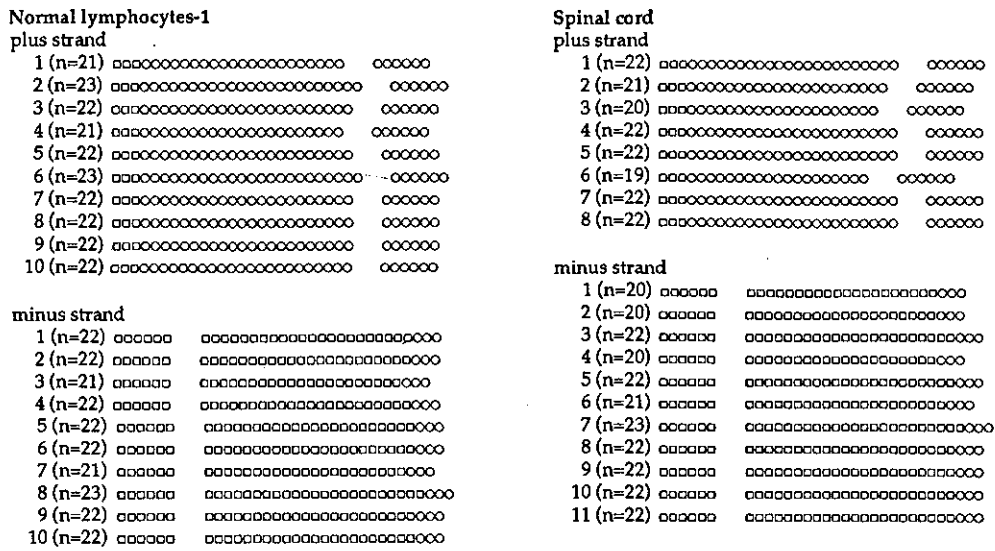 Normal lymphocytes-1
plus strand
1 (n=21)
2 (n=23)
3 (n=22)
4 (n=21)
5 (n=22)
6 (n=23)
7 (n=22)
8 (n=22)
9 (n=22)
10 (n=22)
minus strand
1 (n=22)
2 (n=22)
3 (n=21)
4 (n=22)
5 (n=22)
6 (n=22)
7 (n=21)
8 (n=23)
9 (n=22)
10 (n=22)
Spinal cord
plus strand
1 (n=22)
2 (n=21)
3 (n=20)
4 (n=22)
5 (n=22)
6 (n=19)
7 (n=22)
8 (n=22)
minus strand
1 (n=20)
2 (n=20)
3 (n=22)
4 (n=20)
5 (n=22)
6 (n=21)
7 (n=23)
8 (n=22)
9 (n=22)
10 (n=22)
11 (n=22)